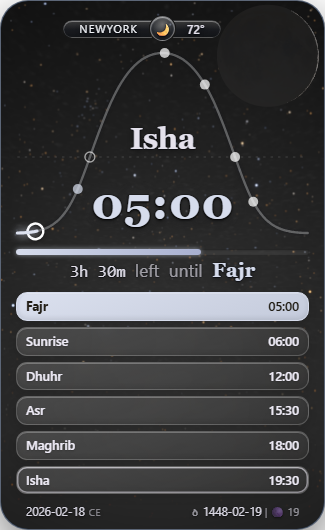 NEWYORK 72°
Isha
05:00
3h 30m left until Fajr
Fajr 05:00
Sunrise 06:00
Dhuhr 12:00
Asr 15:30
Maghrib 18:00
Isha 19:30
2026-02-18 CE 1448-02-19 | 19